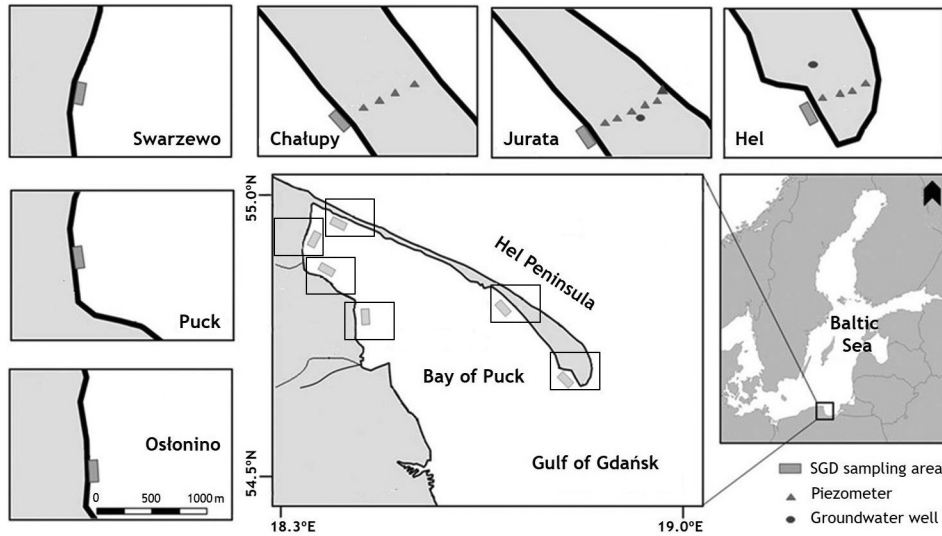 Swarzewo
Chałupy
Jurata
Hel
Puck
Osłonino
0 500 1000 m
55.0°N
54.5°N
18.3°E
19.0°E
Hel Peninsula
Bay of Puck
Gulf of Gdańsk
Baltic
Sea
SGD sampling area
Piezometer
Groundwater well